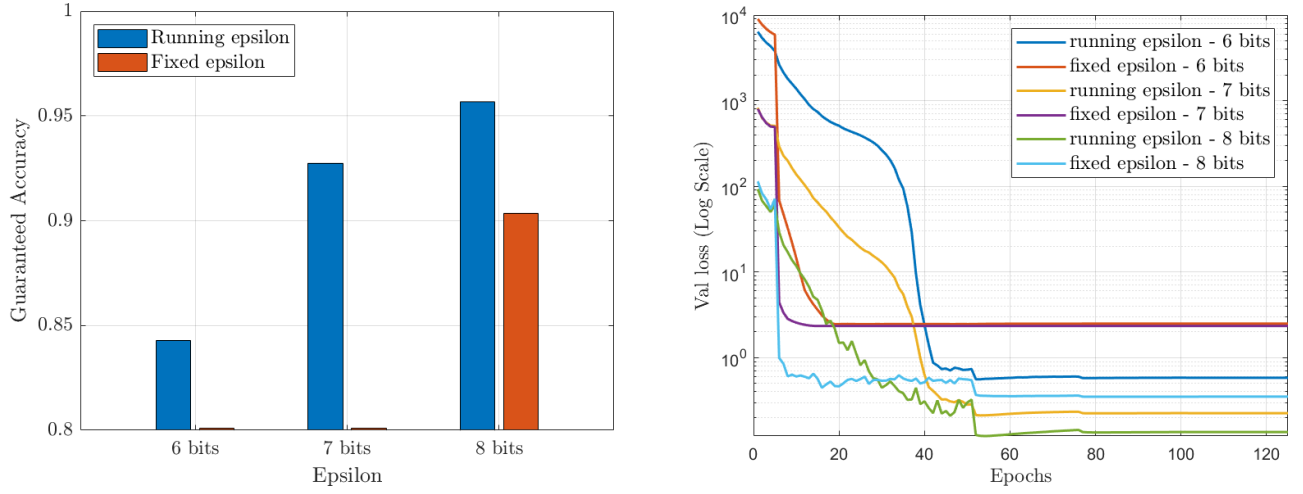 1
0.95
0.9
0.85
0.8
Guaranteed Accuracy
Running epsilon
Fixed epsilon
6 bits
7 bits
8 bits
Epsilon
10^4
10^3
10^2
10^1
10^0
Val loss (Log Scale)
running epsilon - 6 bits
fixed epsilon - 6 bits
running epsilon - 7 bits
fixed epsilon - 7 bits
running epsilon - 8 bits
fixed epsilon - 8 bits
0
20
40
60
80
100
120
Epochs